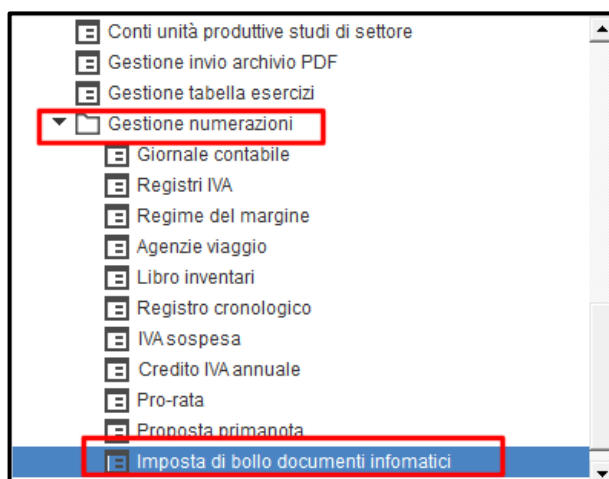 Conti unità produttive studi di settore
Gestione invio archivio PDF
Gestione tabella esercizi
Gestione numerazioni
Giornale contabile
Registri IVA
Regime del margine
Agenzie viaggio
Libro inventari
Registro cronologico
IVA sospesa
Credito IVA annuale
Pro-rata
Proposta primanota
Imposta di bollo documenti infomatici